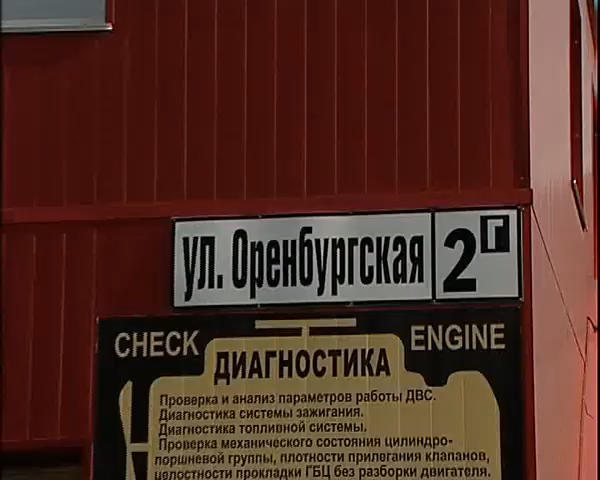 ул. Оренбургская 2г
CHECK ENGINE
ДИАГНОСТИКА
Проверка и анализ параметров работы ДВС.
Диагностика системы зажигания.
Диагностика топливной системы.
Проверка механического состояния цилиндро-
поршневой группы, плотности прилегания клапанов,
целостности прокладки ГБЦ без разборки двигателя.